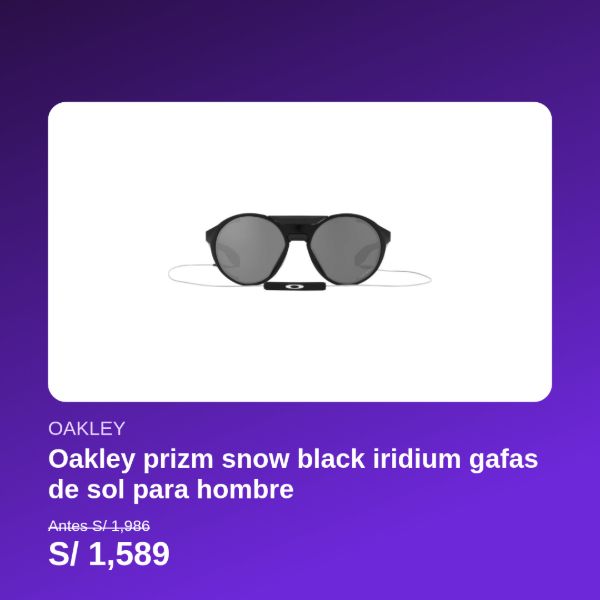 OAKLEY
Oakley prizm snow black iridium gafas
de sol para hombre
Antes S/ 1,986
S/ 1,589